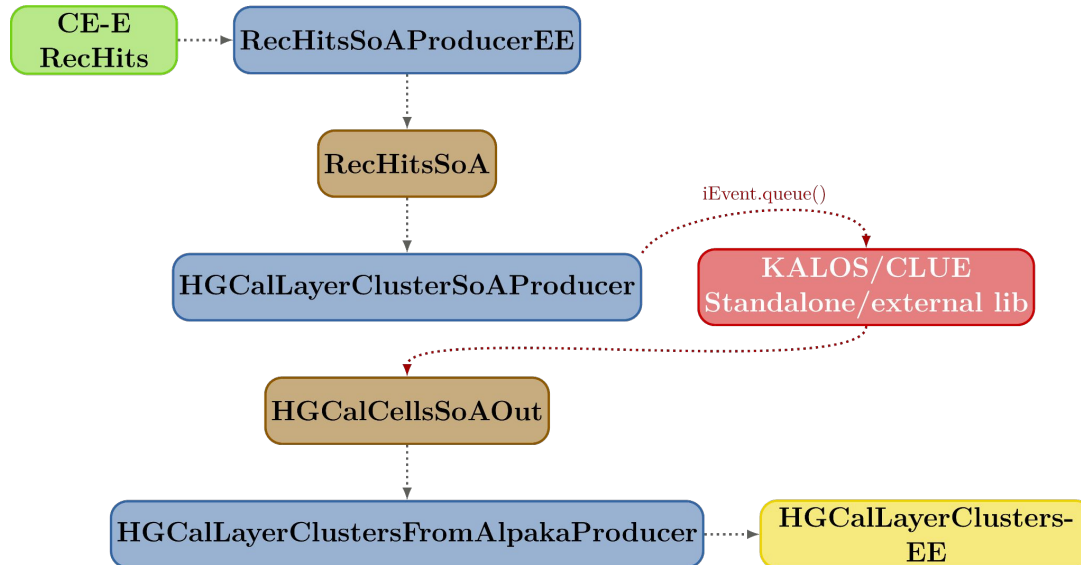 CE-E
RecHits
RecHitsSoAProducerEE
RecHitsSoA
iEvent.queue()
HGCalLayerClusterSoAProducer
KALOS/CLUE
Standalone/external lib
HGCalCellsSoAOut
HGCalLayerClustersFromAlpakaProducer
HGCalLayerClusters-
EE